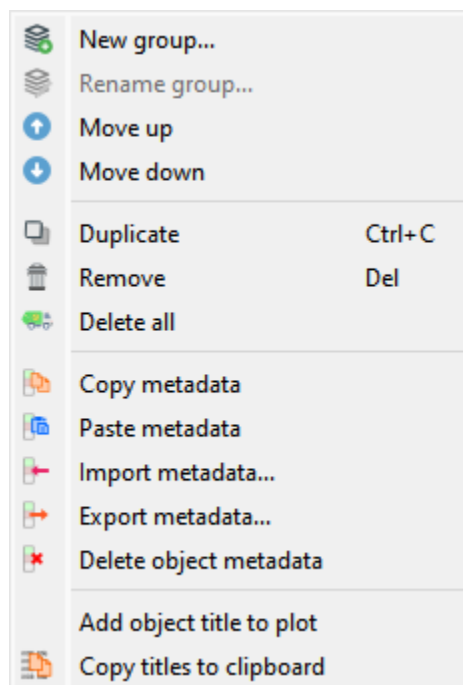 New group...
Rename group...
Move up
Move down
Duplicate Ctrl+C
Remove Del
Delete all
Copy metadata
Paste metadata
Import metadata...
Export metadata...
Delete object metadata
Add object title to plot
Copy titles to clipboard